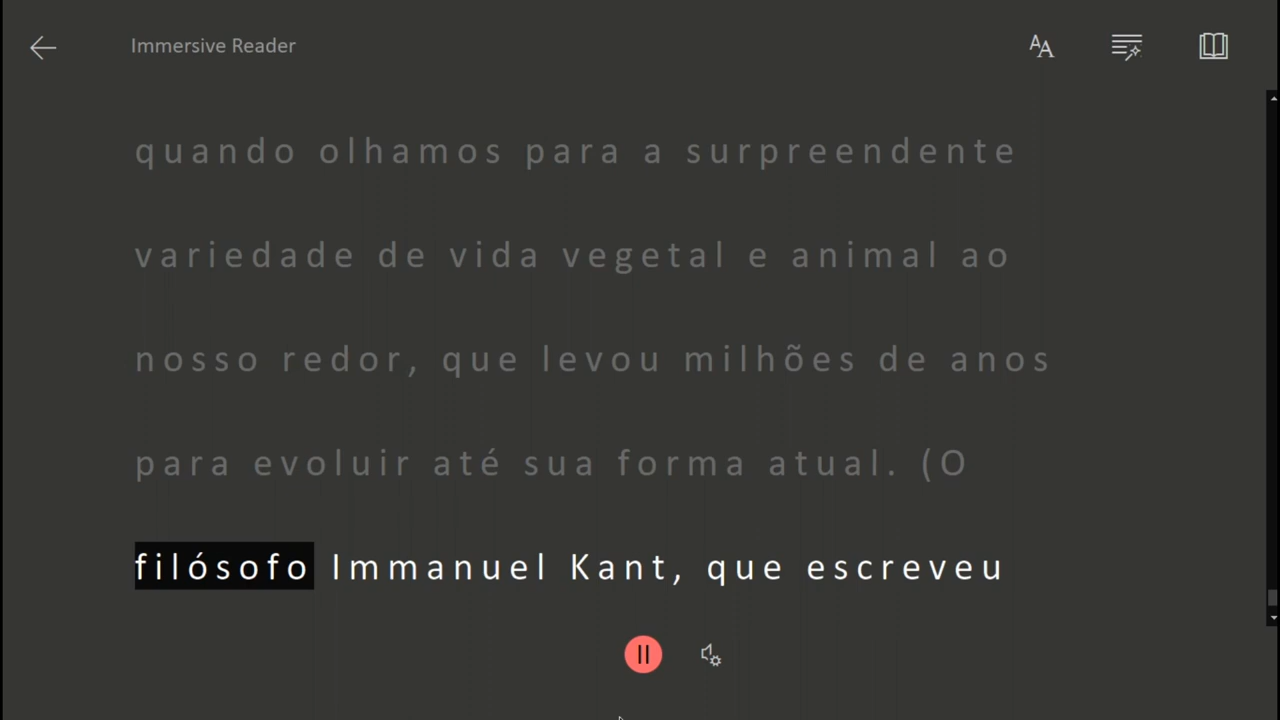 Immersive Reader
quando olhamos para a surpreendente
variedade de vida vegetal e animal ao
nosso redor, que levou milhões de anos
para evoluir até sua forma atual. (O
filósofo Immanuel Kant, que escreveu